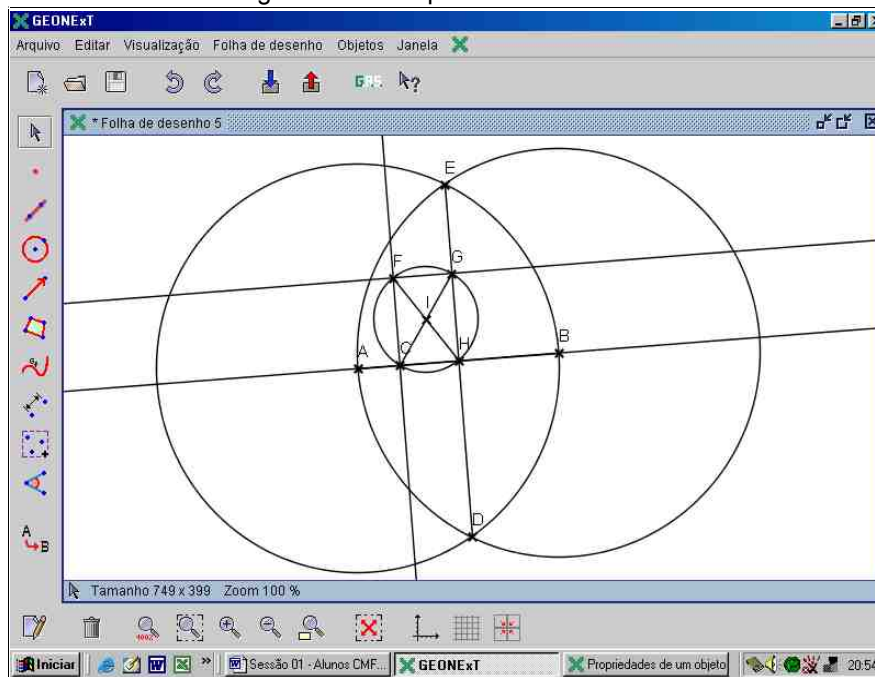 GEONExT
Arquivo Editar Visualização Folha de desenho Objetos Janela
* Folha de desenho 5
E
F
G
I
A
C
H
B
D
A
B
Tamanho 749 x 399 Zoom 100 %
Iniciar
»
Sessão 01 - Alunos CMF...
GEONExT
Propriedades de um objeto
20:54